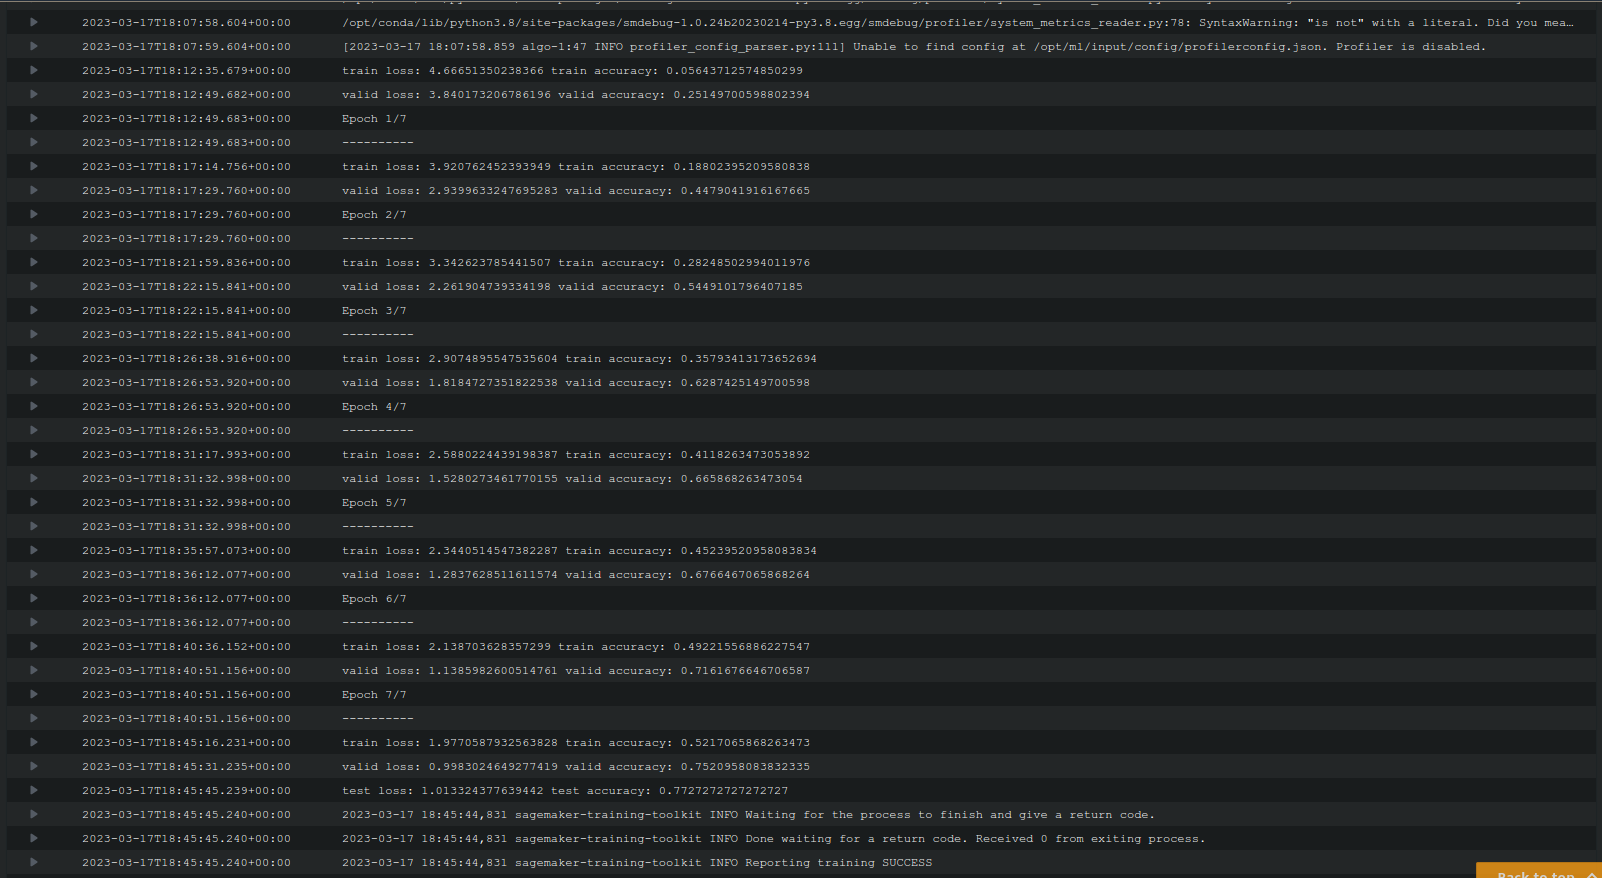 2023-03-17T18:07:58.604+00:00 /opt/conda/lib/python3.8/site-packages/smdebug-1.0.24b20230214-py3.8.egg/smdebug/profiler/system_metrics_reader.py:78: SyntaxWarning: "is not" with a literal. Did you mea…
2023-03-17T18:07:59.604+00:00 [2023-03-17 18:07:58.859 algo-1:47 INFO profiler_config_parser.py:111] Unable to find config at /opt/ml/input/config/profilerconfig.json. Profiler is disabled.
2023-03-17T18:12:35.679+00:00 train loss: 4.66651350238366 train accuracy: 0.05643712574850299
2023-03-17T18:12:49.682+00:00 valid loss: 3.840173206786196 valid accuracy: 0.25149700598802394
2023-03-17T18:12:49.683+00:00 Epoch 1/7
2023-03-17T18:12:49.683+00:00 ----------
2023-03-17T18:17:14.756+00:00 train loss: 3.920762452393949 train accuracy: 0.18802395209580838
2023-03-17T18:17:29.760+00:00 valid loss: 2.9399633247695283 valid accuracy: 0.4479041916167665
2023-03-17T18:17:29.760+00:00 Epoch 2/7
2023-03-17T18:17:29.760+00:00 ----------
2023-03-17T18:21:59.836+00:00 train loss: 3.342623785441507 train accuracy: 0.28248502994011976
2023-03-17T18:22:15.841+00:00 valid loss: 2.261904739334198 valid accuracy: 0.5449101796407185
2023-03-17T18:22:15.841+00:00 Epoch 3/7
2023-03-17T18:22:15.841+00:00 ----------
2023-03-17T18:26:38.916+00:00 train loss: 2.9074895547535604 train accuracy: 0.35793413173652694
2023-03-17T18:26:53.920+00:00 valid loss: 1.8184727351822538 valid accuracy: 0.6287425149700598
2023-03-17T18:26:53.920+00:00 Epoch 4/7
2023-03-17T18:26:53.920+00:00 ----------
2023-03-17T18:31:17.993+00:00 train loss: 2.5880224439198387 train accuracy: 0.4118263473053892
2023-03-17T18:31:32.998+00:00 valid loss: 1.5280273461770155 valid accuracy: 0.665868263473054
2023-03-17T18:31:32.998+00:00 Epoch 5/7
2023-03-17T18:31:32.998+00:00 ----------
2023-03-17T18:35:57.073+00:00 train loss: 2.3440514547382287 train accuracy: 0.45239520958083834
2023-03-17T18:36:12.077+00:00 valid loss: 1.2837628511611574 valid accuracy: 0.6766467065868264
2023-03-17T18:36:12.077+00:00 Epoch 6/7
2023-03-17T18:36:12.077+00:00 ----------
2023-03-17T18:40:36.152+00:00 train loss: 2.138703628357299 train accuracy: 0.49221556886227547
2023-03-17T18:40:51.156+00:00 valid loss: 1.1385982600514761 valid accuracy: 0.7161676646706587
2023-03-17T18:40:51.156+00:00 Epoch 7/7
2023-03-17T18:40:51.156+00:00 ----------
2023-03-17T18:45:16.231+00:00 train loss: 1.9770587932563828 train accuracy: 0.5217065868263473
2023-03-17T18:45:31.235+00:00 valid loss: 0.9983024649277419 valid accuracy: 0.7520958083832335
2023-03-17T18:45:45.239+00:00 test loss: 1.013324377639442 test accuracy: 0.7727272727272727
2023-03-17T18:45:45.240+00:00 2023-03-17 18:45:44,831 sagemaker-training-toolkit INFO Waiting for the process to finish and give a return code.
2023-03-17T18:45:45.240+00:00 2023-03-17 18:45:44,831 sagemaker-training-toolkit INFO Done waiting for a return code. Received 0 from exiting process.
2023-03-17T18:45:45.240+00:00 2023-03-17 18:45:44,831 sagemaker-training-toolkit INFO Reporting training SUCCESS
Back to top